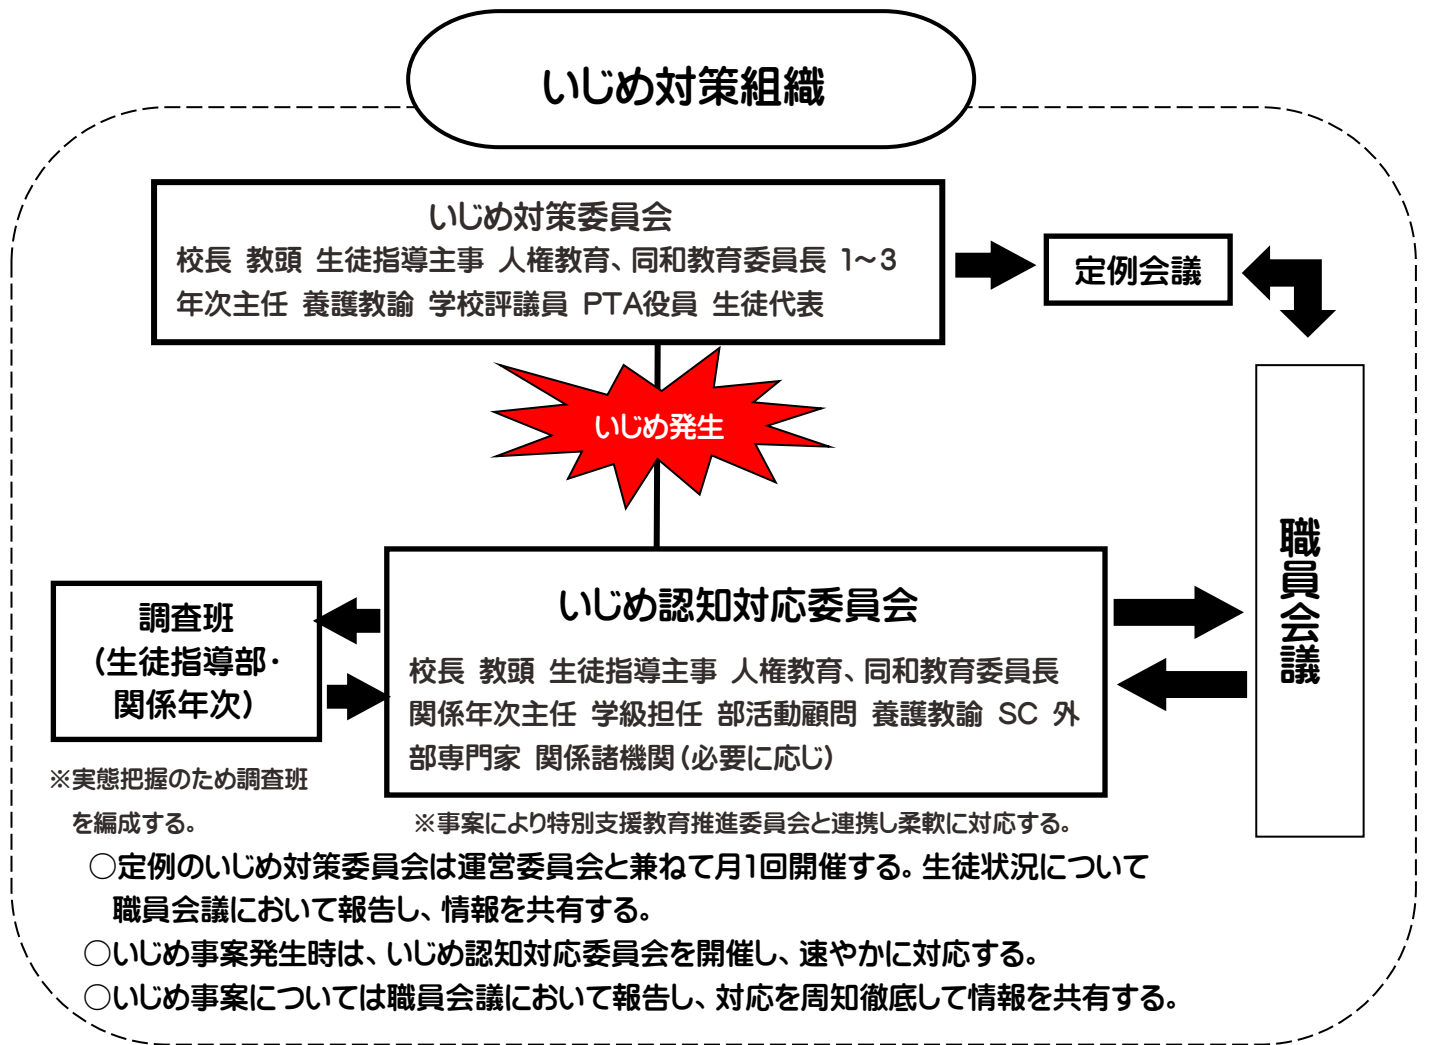 いじめ対策組織
いじめ対策委員会
校長 教頭 生徒指導主事 人権教育、同和教育委員長 1～3
年次主任 養護教諭 学校評議員 PTA役員 生徒代表
定例会議
いじめ発生
職員会議
いじめ認知対応委員会
校長 教頭 生徒指導主事 人権教育、同和教育委員長
関係年次主任 学級担任 部活動顧問 養護教諭 SC 外
部専門家 関係諸機関(必要に応じ)
調査班
(生徒指導部・
関係年次)
※実態把握のため調査班
を編成する。
※事案により特別支援教育推進委員会と連携し柔軟に対応する。
○定例のいじめ対策委員会は運営委員会と兼ねて月1回開催する。生徒状況について
職員会議において報告し、情報を共有する。
○いじめ事案発生時は、いじめ認知対応委員会を開催し、速やかに対応する。
○いじめ事案については職員会議において報告し、対応を周知徹底して情報を共有する。